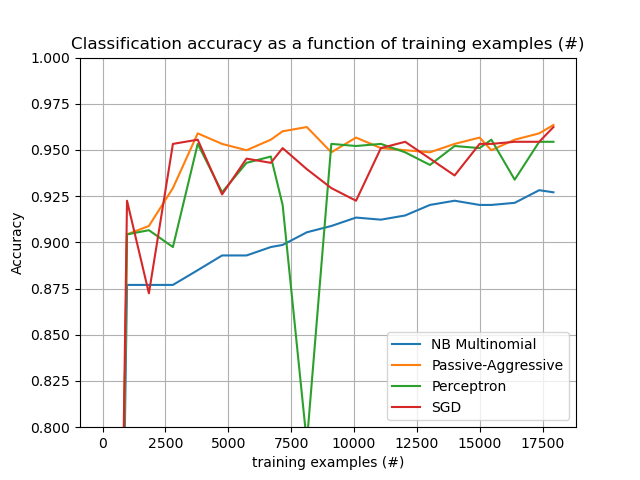 Classification accuracy as a function of training examples (#)
1.000
0.975
0.950
0.925
0.900
0.875
0.850
0.825
0.800
Accuracy
NB Multinomial
Passive-Aggressive
Perceptron
SGD
0 2500 5000 7500 10000 12500 15000 17500
training examples (#)